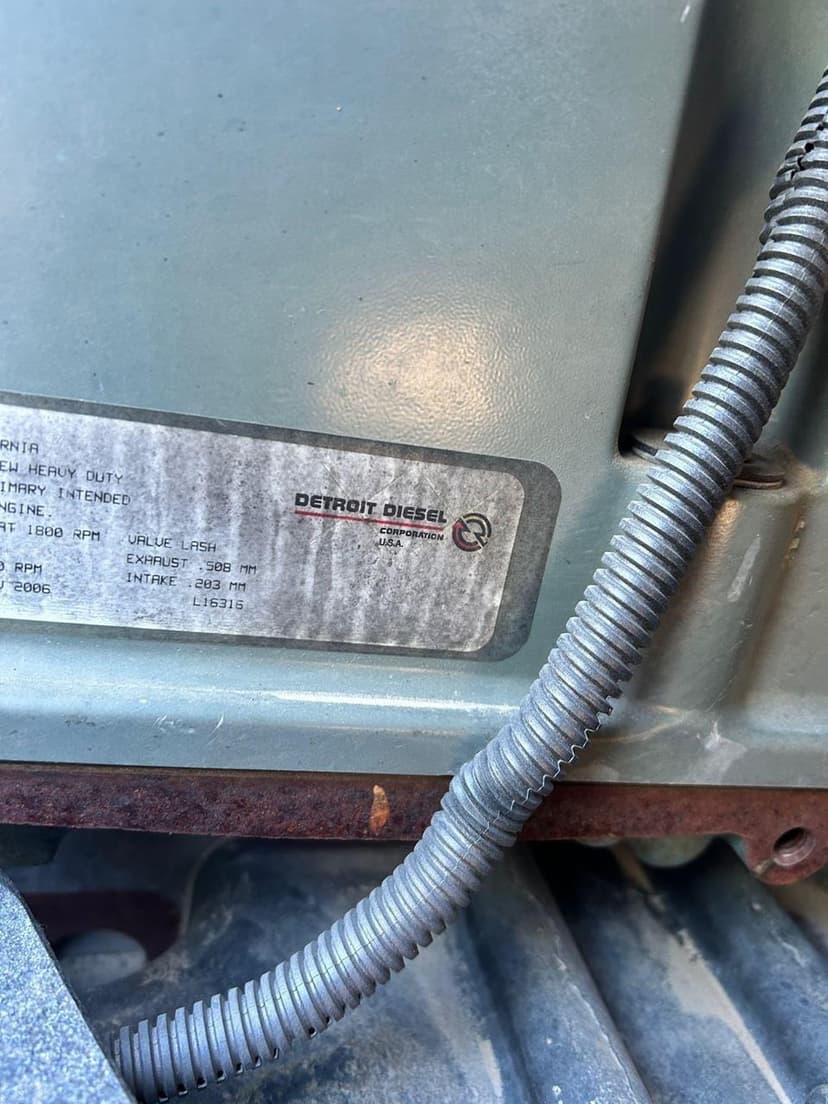 RNIA
EW HEAVY DUTY
IMARY INTENDED
NGINE.
AT 1800 RPM
0 RPM
V 2006
VALVE LASH
EXHAUST .508 MM
INTAKE .203 MM
L16316
DETROIT DIESEL
CORPORATION
U.S.A.